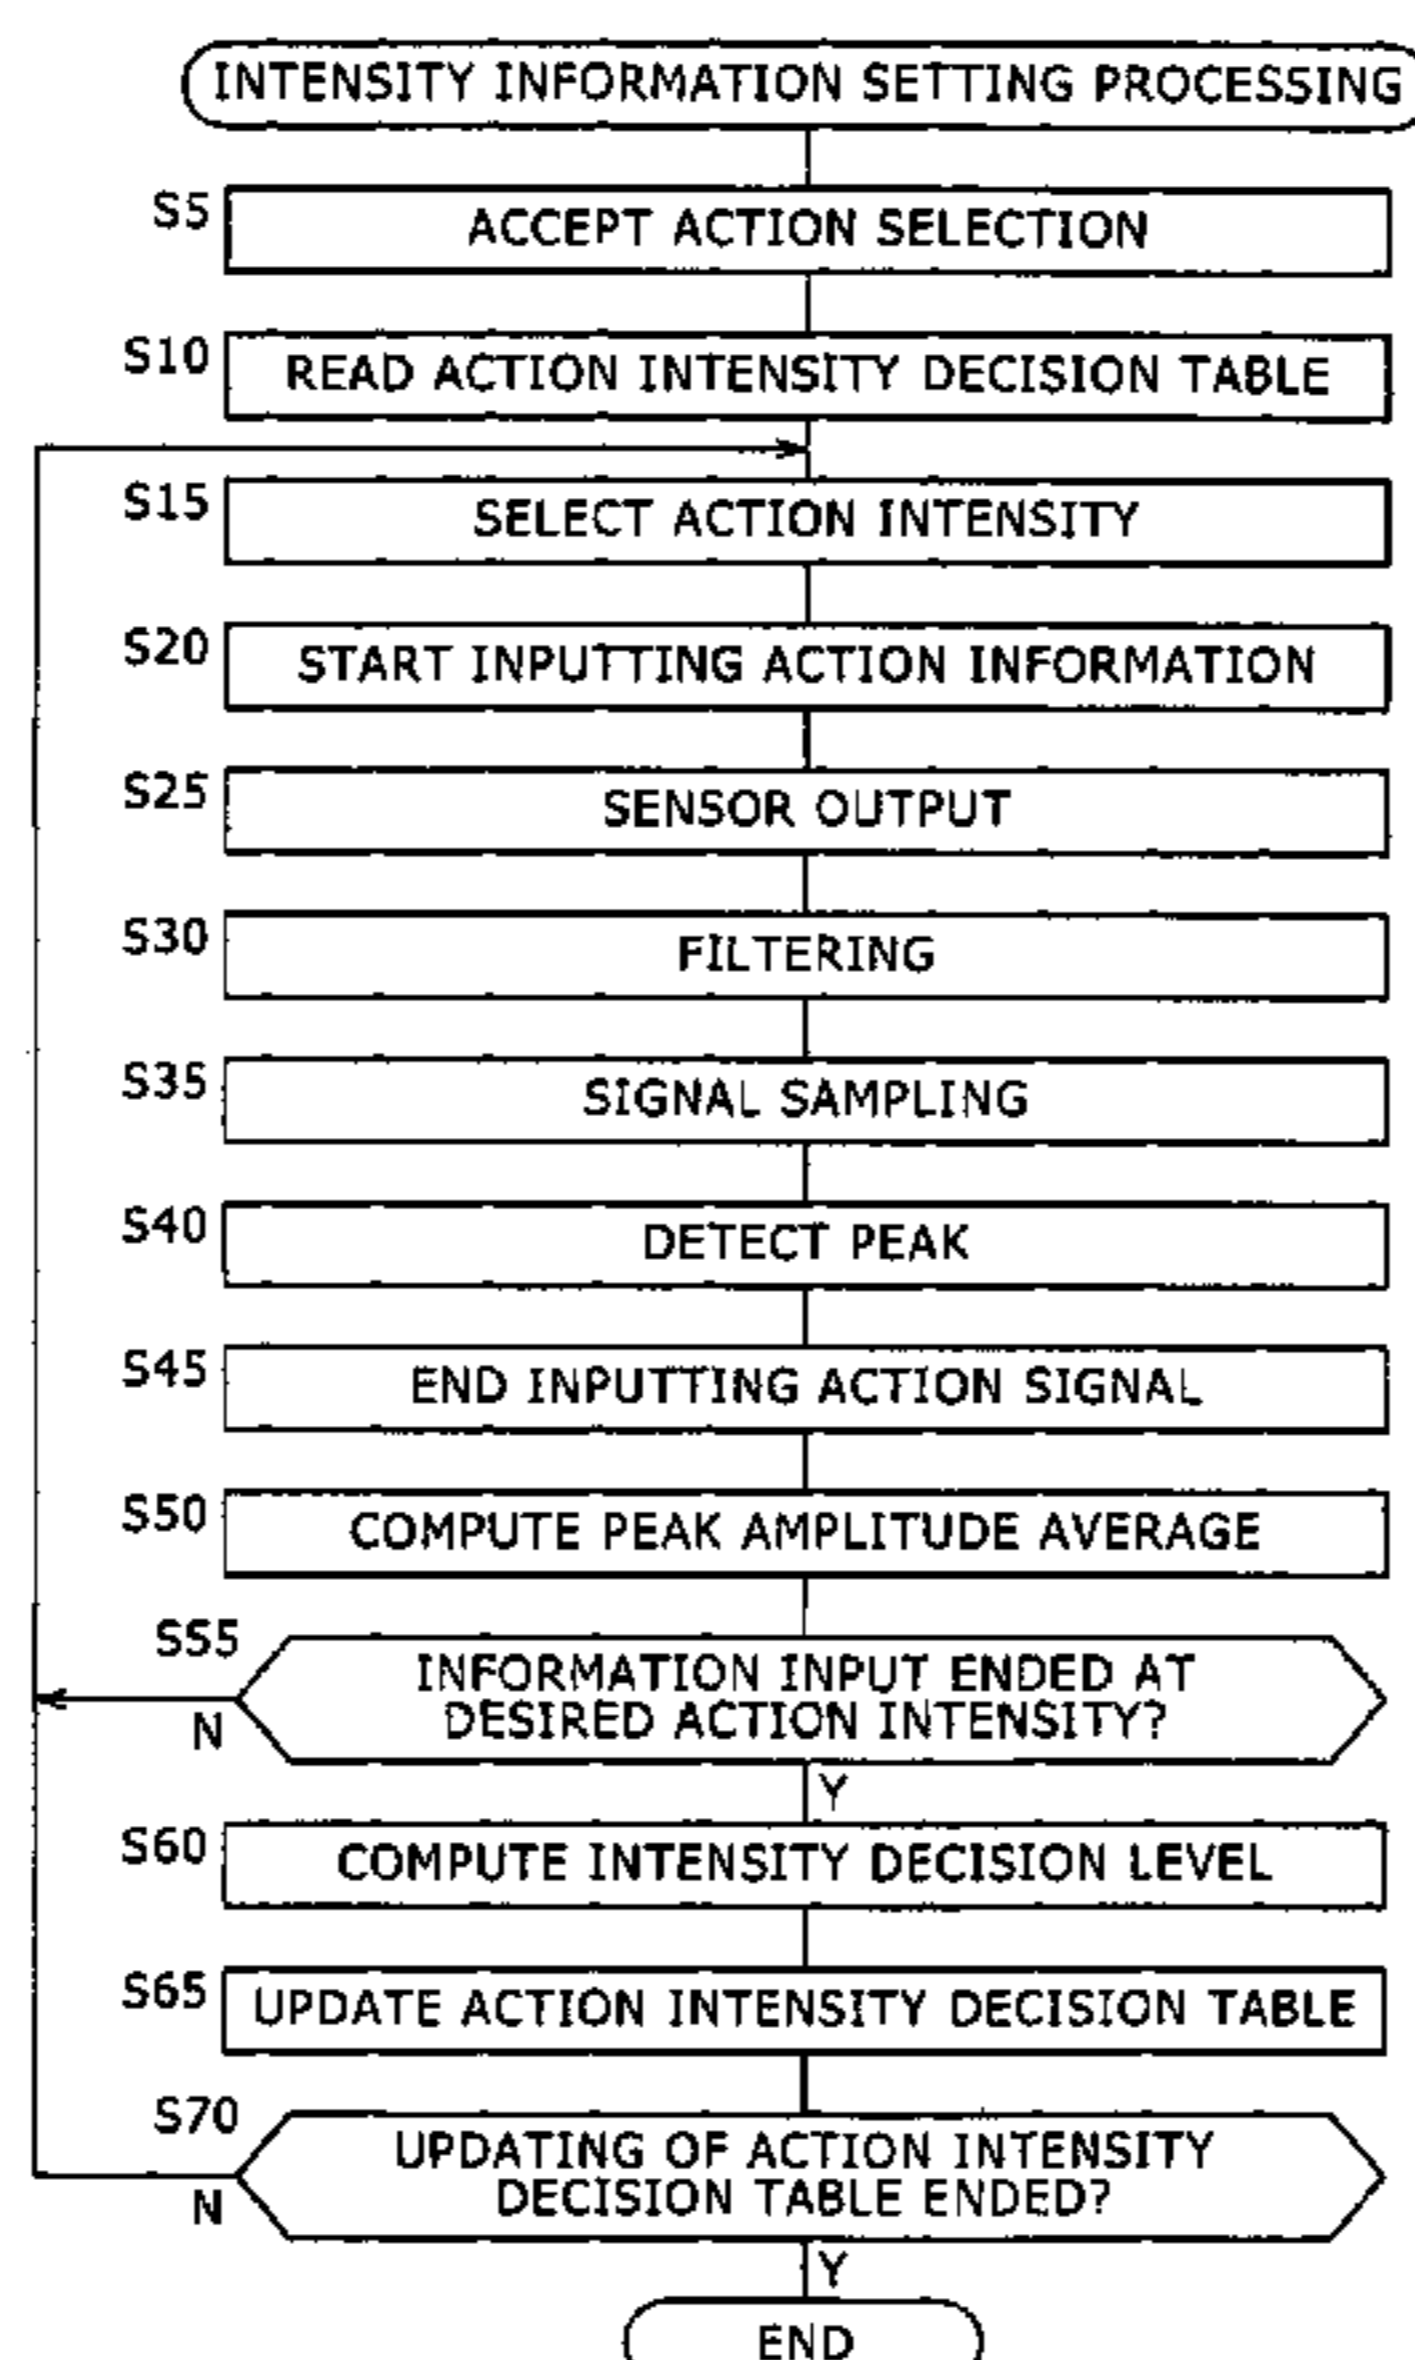 INTENSITY INFORMATION SETTING PROCESSING
S5
ACCEPT ACTION SELECTION
S10
READ ACTION INTENSITY DECISION TABLE
S15
SELECT ACTION INTENSITY
S20
START INPUTTING ACTION INFORMATION
S25
SENSOR OUTPUT
S30
FILTERING
S35
SIGNAL SAMPLING
S40
DETECT PEAK
S45
END INPUTTING ACTION SIGNAL
S50
COMPUTE PEAK AMPLITUDE AVERAGE
S55
INFORMATION INPUT ENDED AT
DESIRED ACTION INTENSITY?
N
Y
S60
COMPUTE INTENSITY DECISION LEVEL
S65
UPDATE ACTION INTENSITY DECISION TABLE
S70
UPDATING OF ACTION INTENSITY
DECISION TABLE ENDED?
N
Y
END